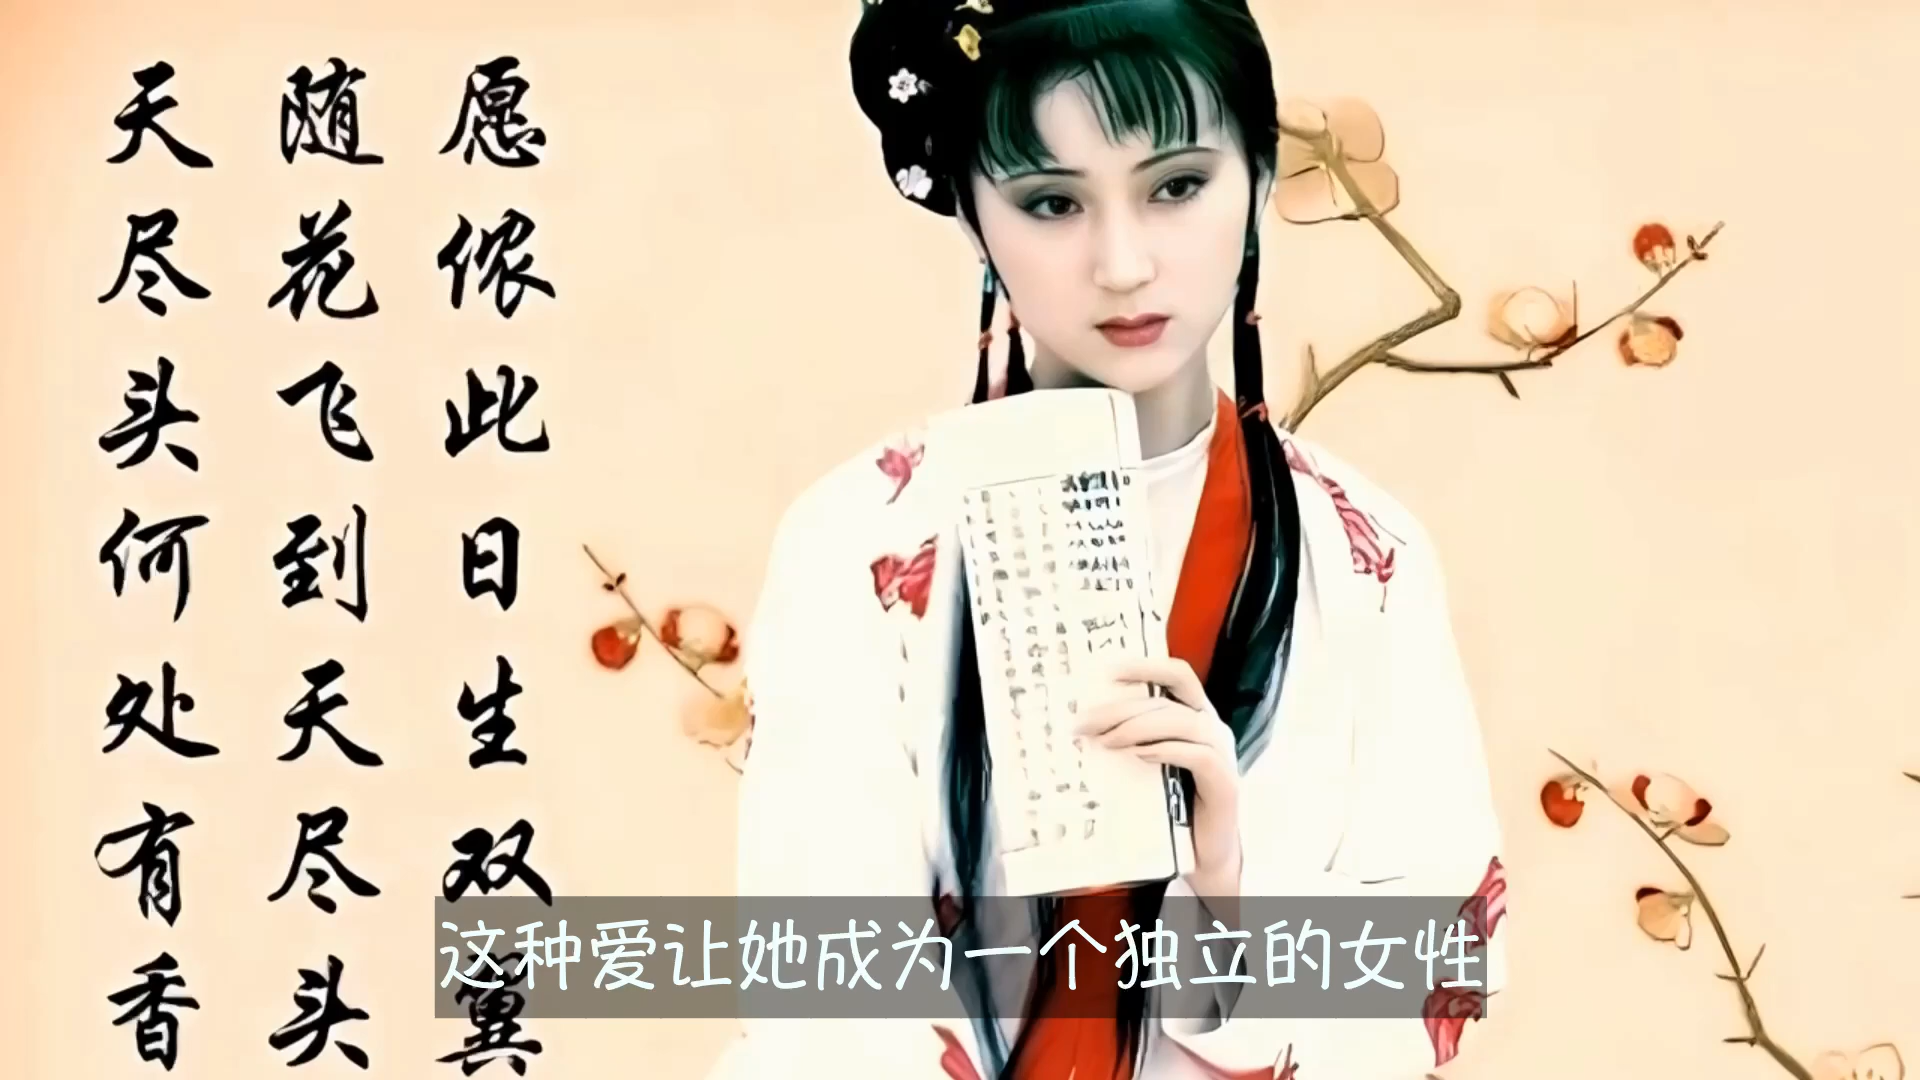 愿侬此日生双翼
随花飞到天尽头
天尽头何处有香
这种爱让她成为一个独立的女性